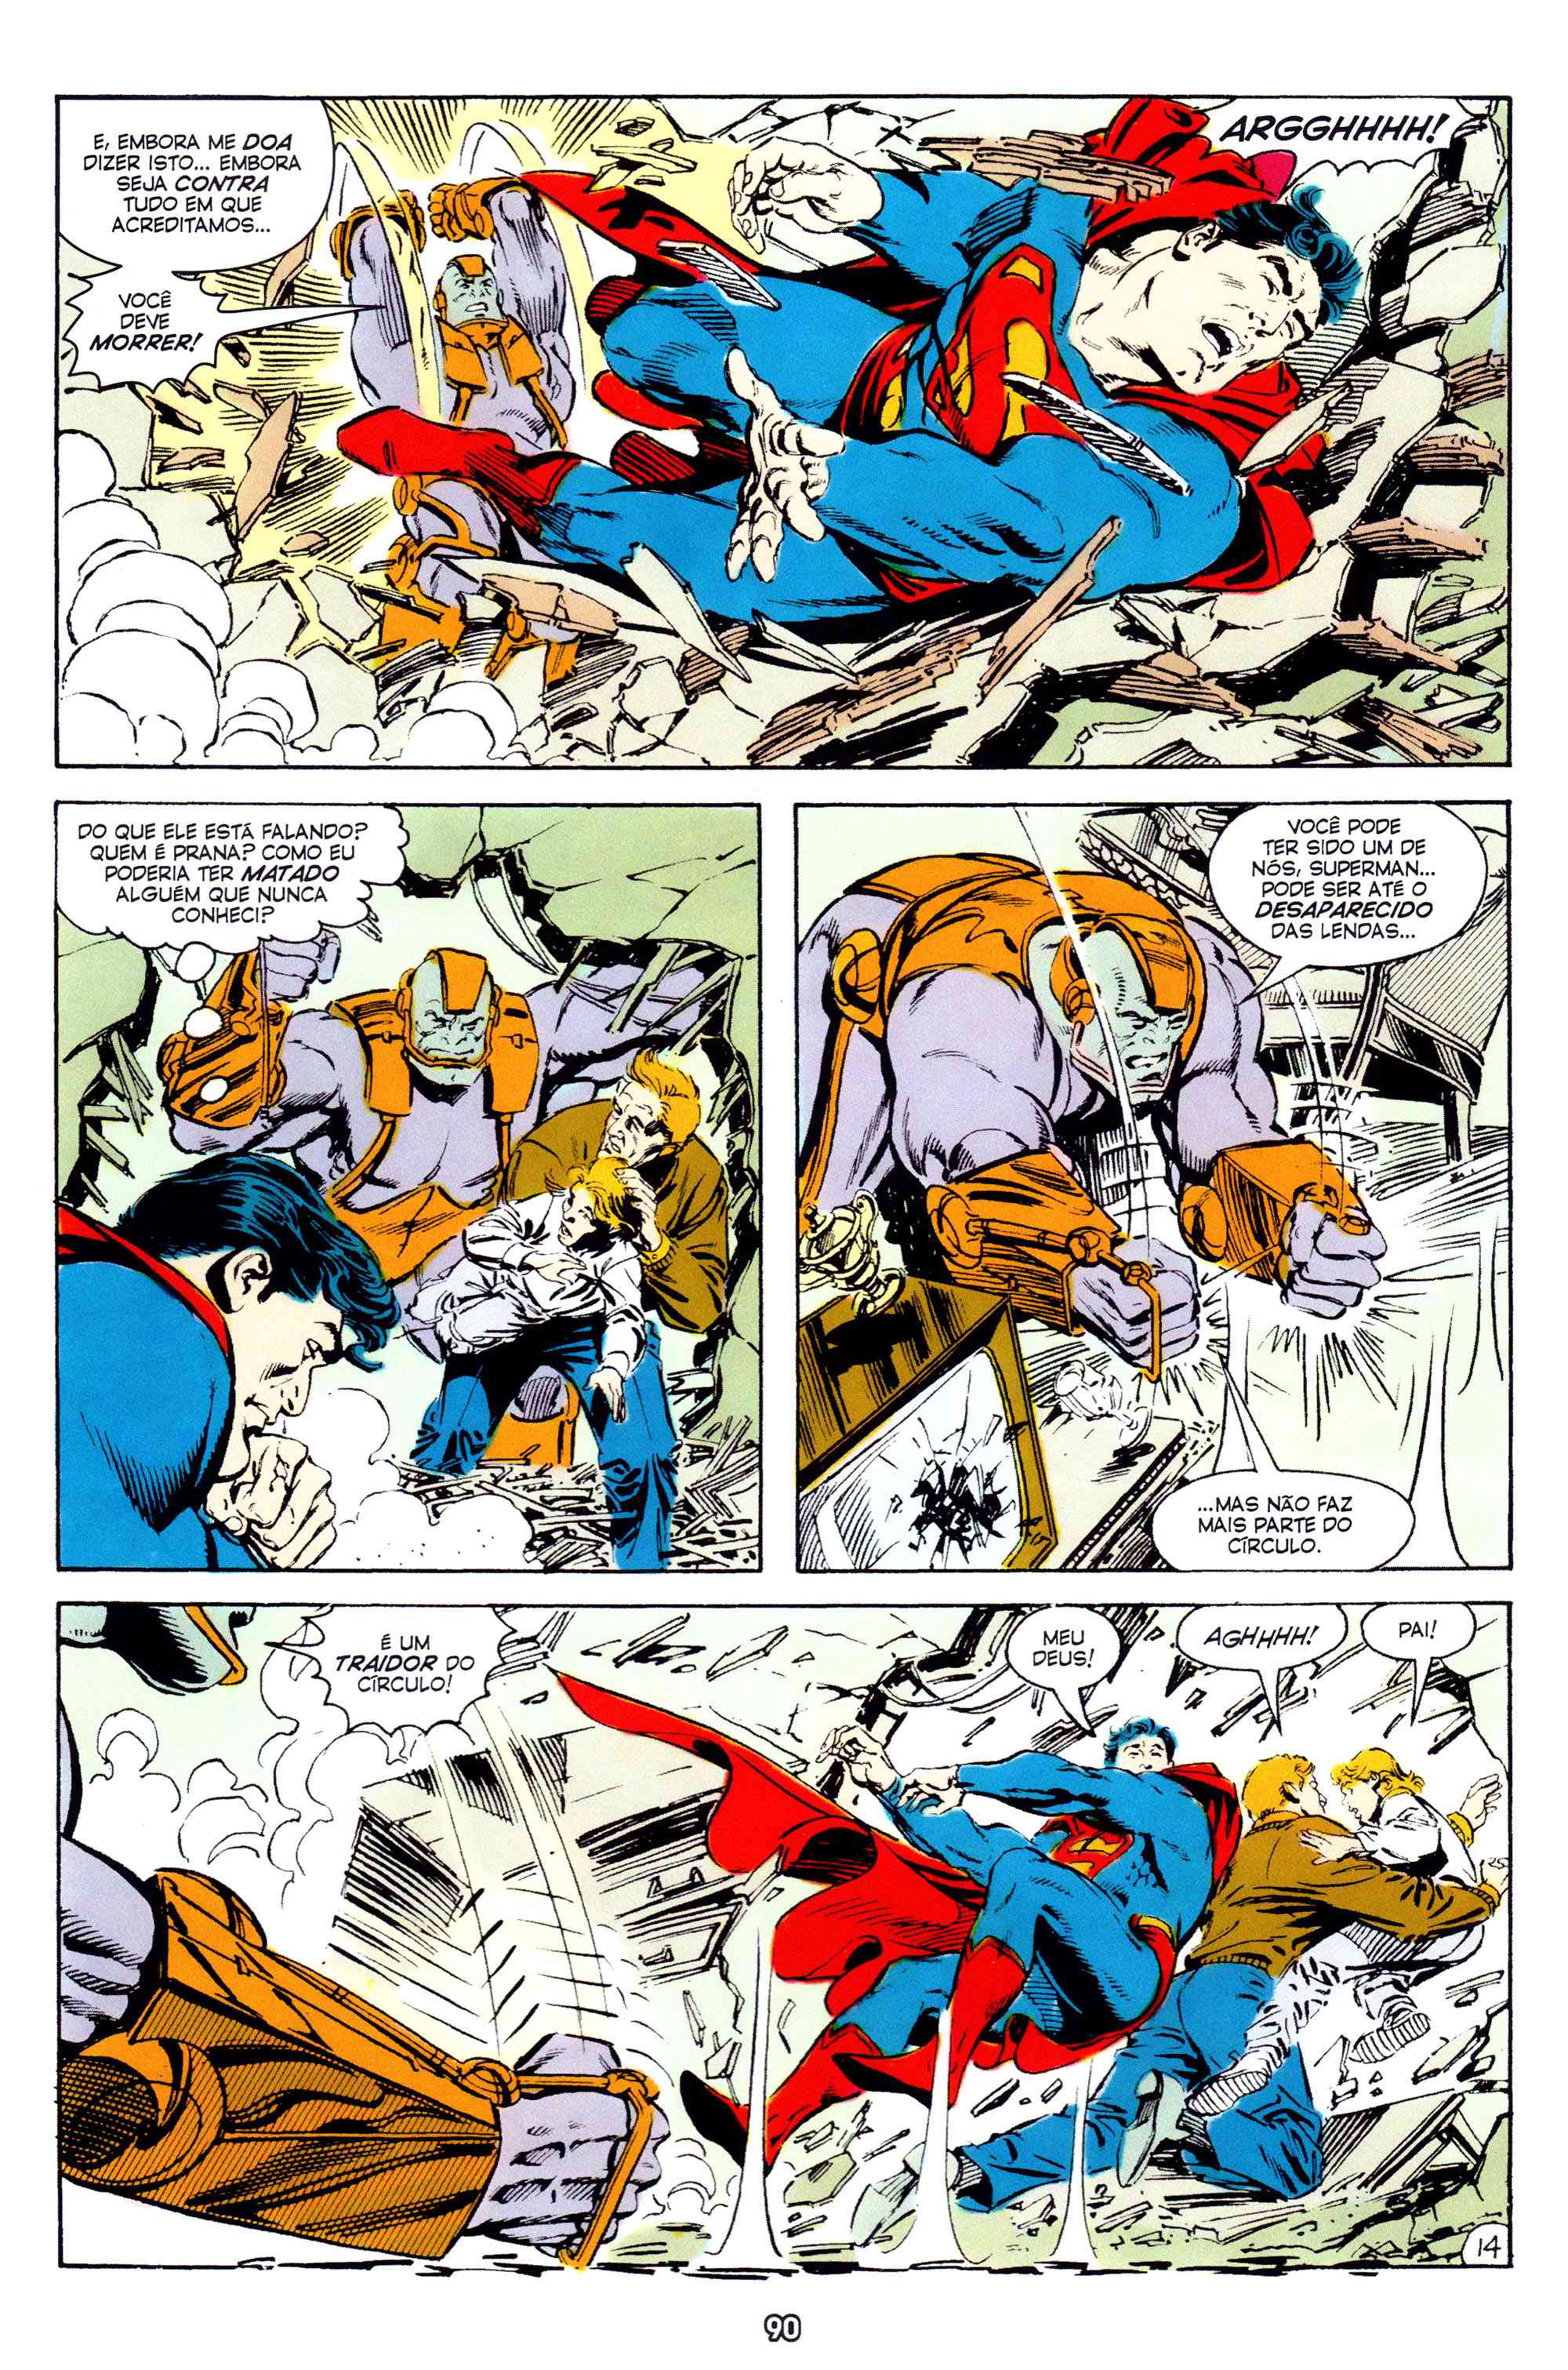 E, EMBORA ME DOA
DIZER ISTO... EMBORA
SEJA CONTRA
TUDO EM QUE
ACREDITAMOS...
VOCÊ
DEVE
MORRER!
ARGGHHHH!
DO QUE ELE ESTÁ FALANDO?
QUEM É PRANA? COMO EU
PODERIA TER MATADO
ALGUÉM QUE NUNCA
CONHECI?
VOCÊ PODE
TER SIDO UM DE
NÓS, SUPERMAN...
PODE SER ATÉ O
DESAPARECIDO
DAS LENDAS...
...MAS NÃO FAZ
MAIS PARTE DO
CÍRCULO.
É UM
TRAIDOR DO
CÍRCULO!
MEU
DEUS!
AGHHHH!
PAI!
14
90